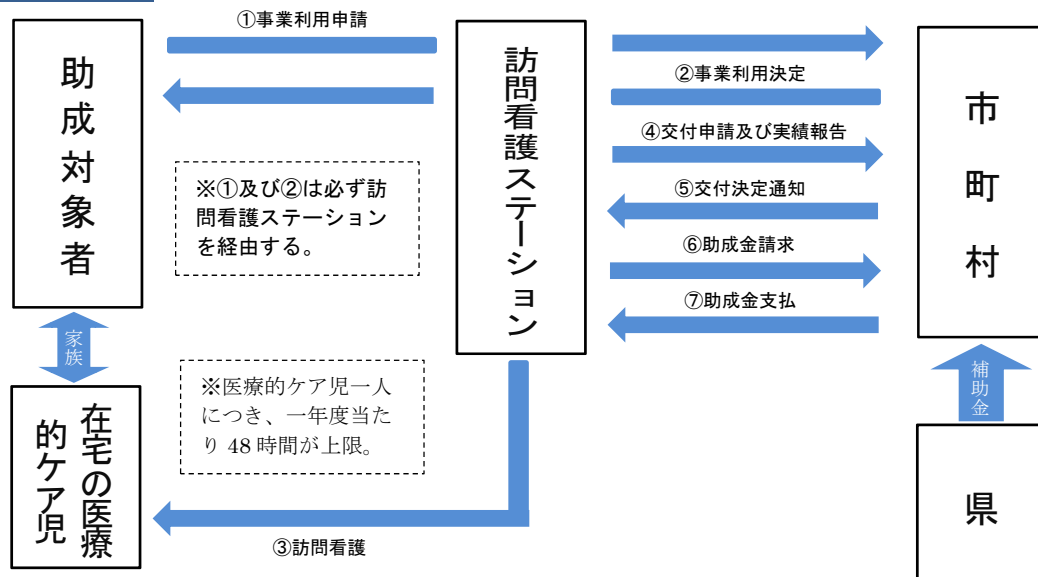 ①事業利用申請
助成対象者
訪問看護ステーション
②事業利用決定
④交付申請及び実績報告
⑤交付決定通知
⑥助成金請求
⑦助成金支払
市町村
※①及び②は必ず訪
問看護ステーション
を経由する。
家族
補助金
※医療的ケア児一人
につき、一年度当た
り 48 時間が上限。
在宅の医療
的ケア児
③訪問看護
県